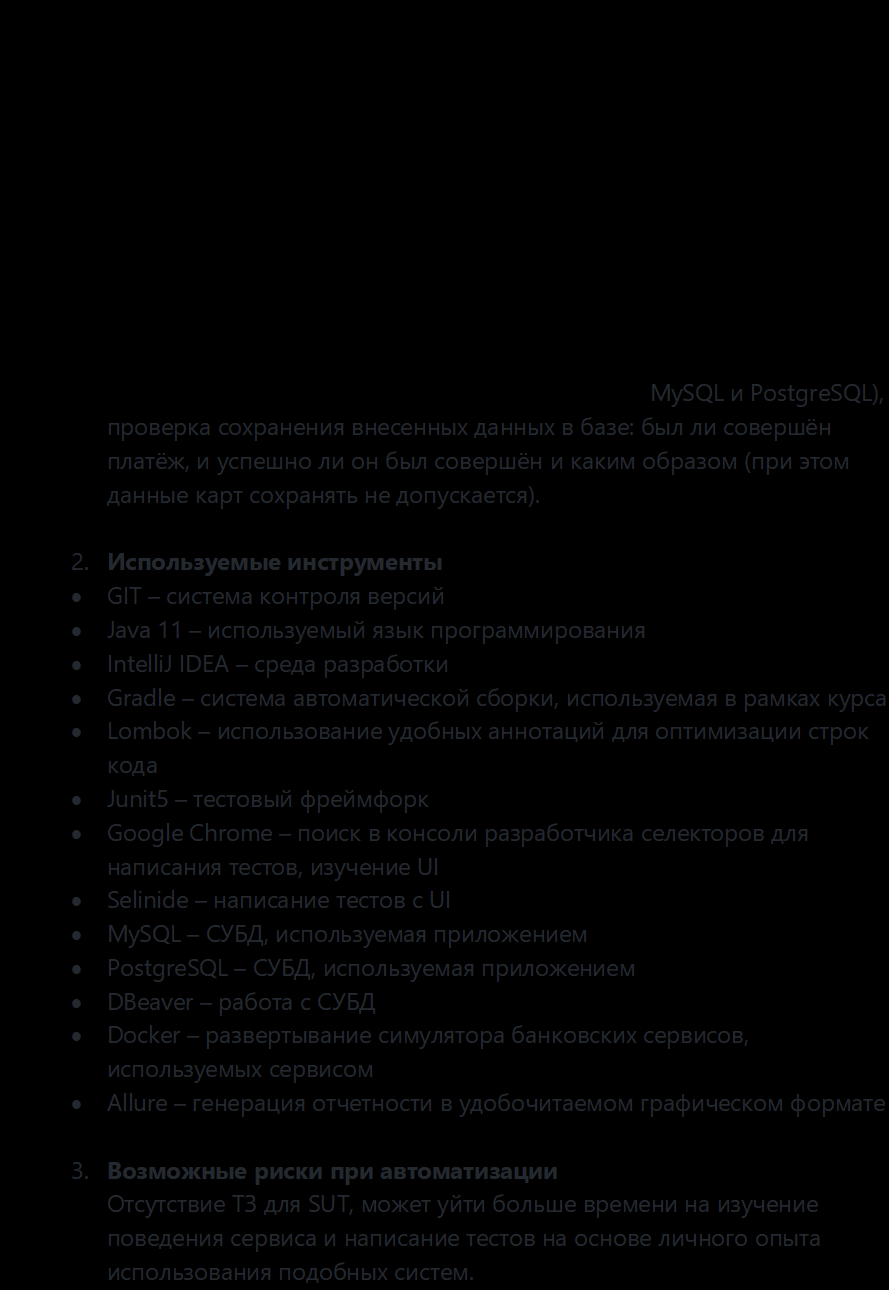 MySQL и PostgreSQL),
проверка сохранения внесенных данных в базе: был ли совершён
платёж, и успешно ли он был совершён и каким образом (при этом
данные карт сохранять не допускается).
2. Используемые инструменты
● GIT – система контроля версий
● Java 11 – используемый язык программирования
● IntelliJ IDEA – среда разработки
● Gradle – система автоматической сборки, используемая в рамках курса
● Lombok – использование удобных аннотаций для оптимизации строк
кода
● Junit5 – тестовый фреймфорк
● Google Chrome – поиск в консоли разработчика селекторов для
написания тестов, изучение UI
● Selinide – написание тестов с UI
● MySQL – СУБД, используемая приложением
● PostgreSQL – СУБД, используемая приложением
● DBeaver – работа с СУБД
● Docker – развертывание симулятора банковских сервисов,
используемых сервисом
● Allure – генерация отчетности в удобочитаемом графическом формате
3. Возможные риски при автоматизации
Отсутствие ТЗ для SUT, может уйти больше времени на изучение
поведения сервиса и написание тестов на основе личного опыта
использования подобных систем.